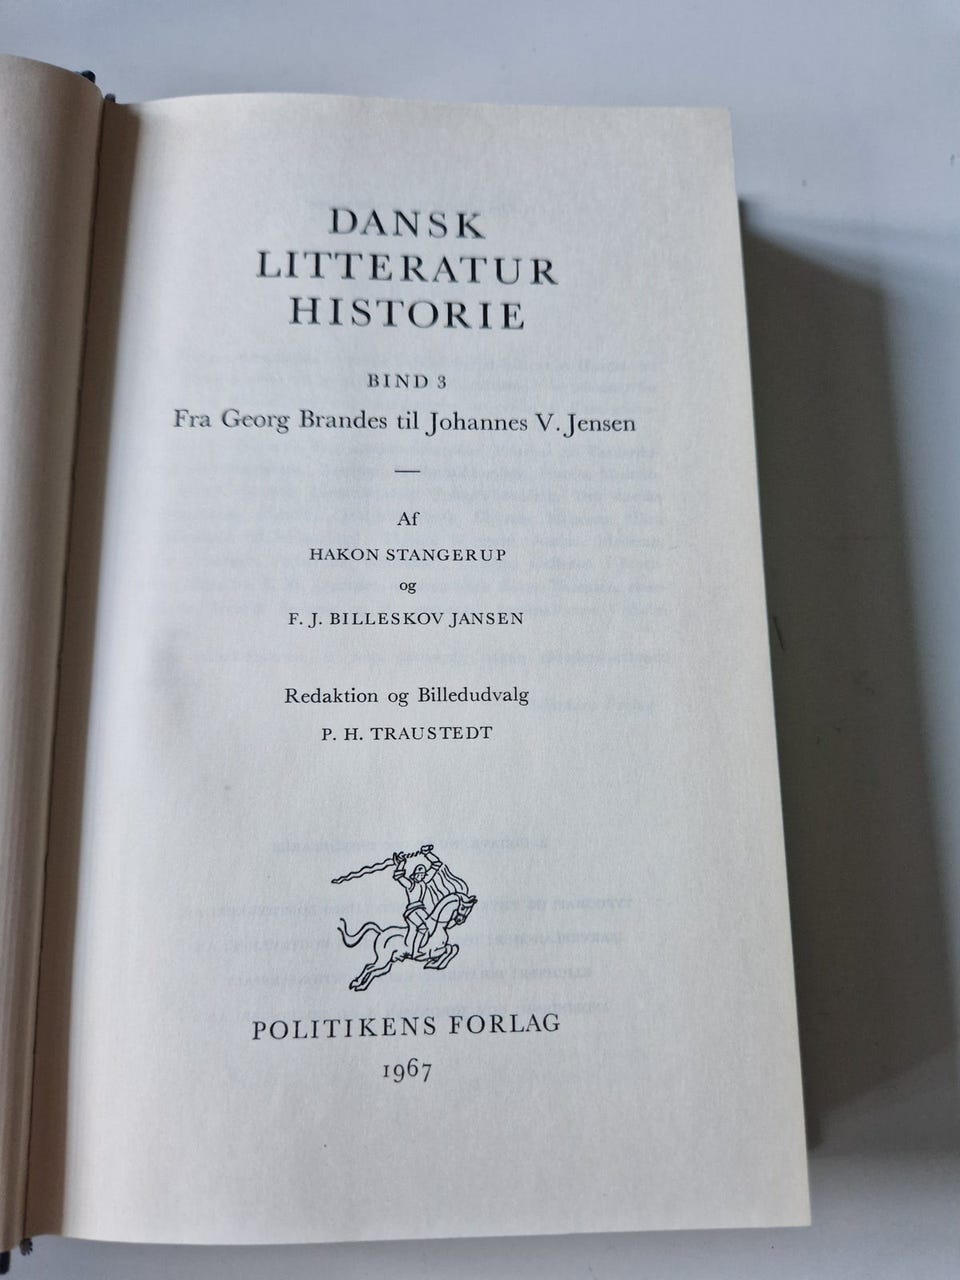 DANSK
LITTERATUR
HISTORIE
BIND 3
Fra Georg Brandes til Johannes V. Jensen
Af
HAKON STANGERUP
og
F. J. BILLESKOV JANSEN
Redaktion og Billedudvalg
P. H. TRAUSTEDT
POLITIKENS FORLAG
1967